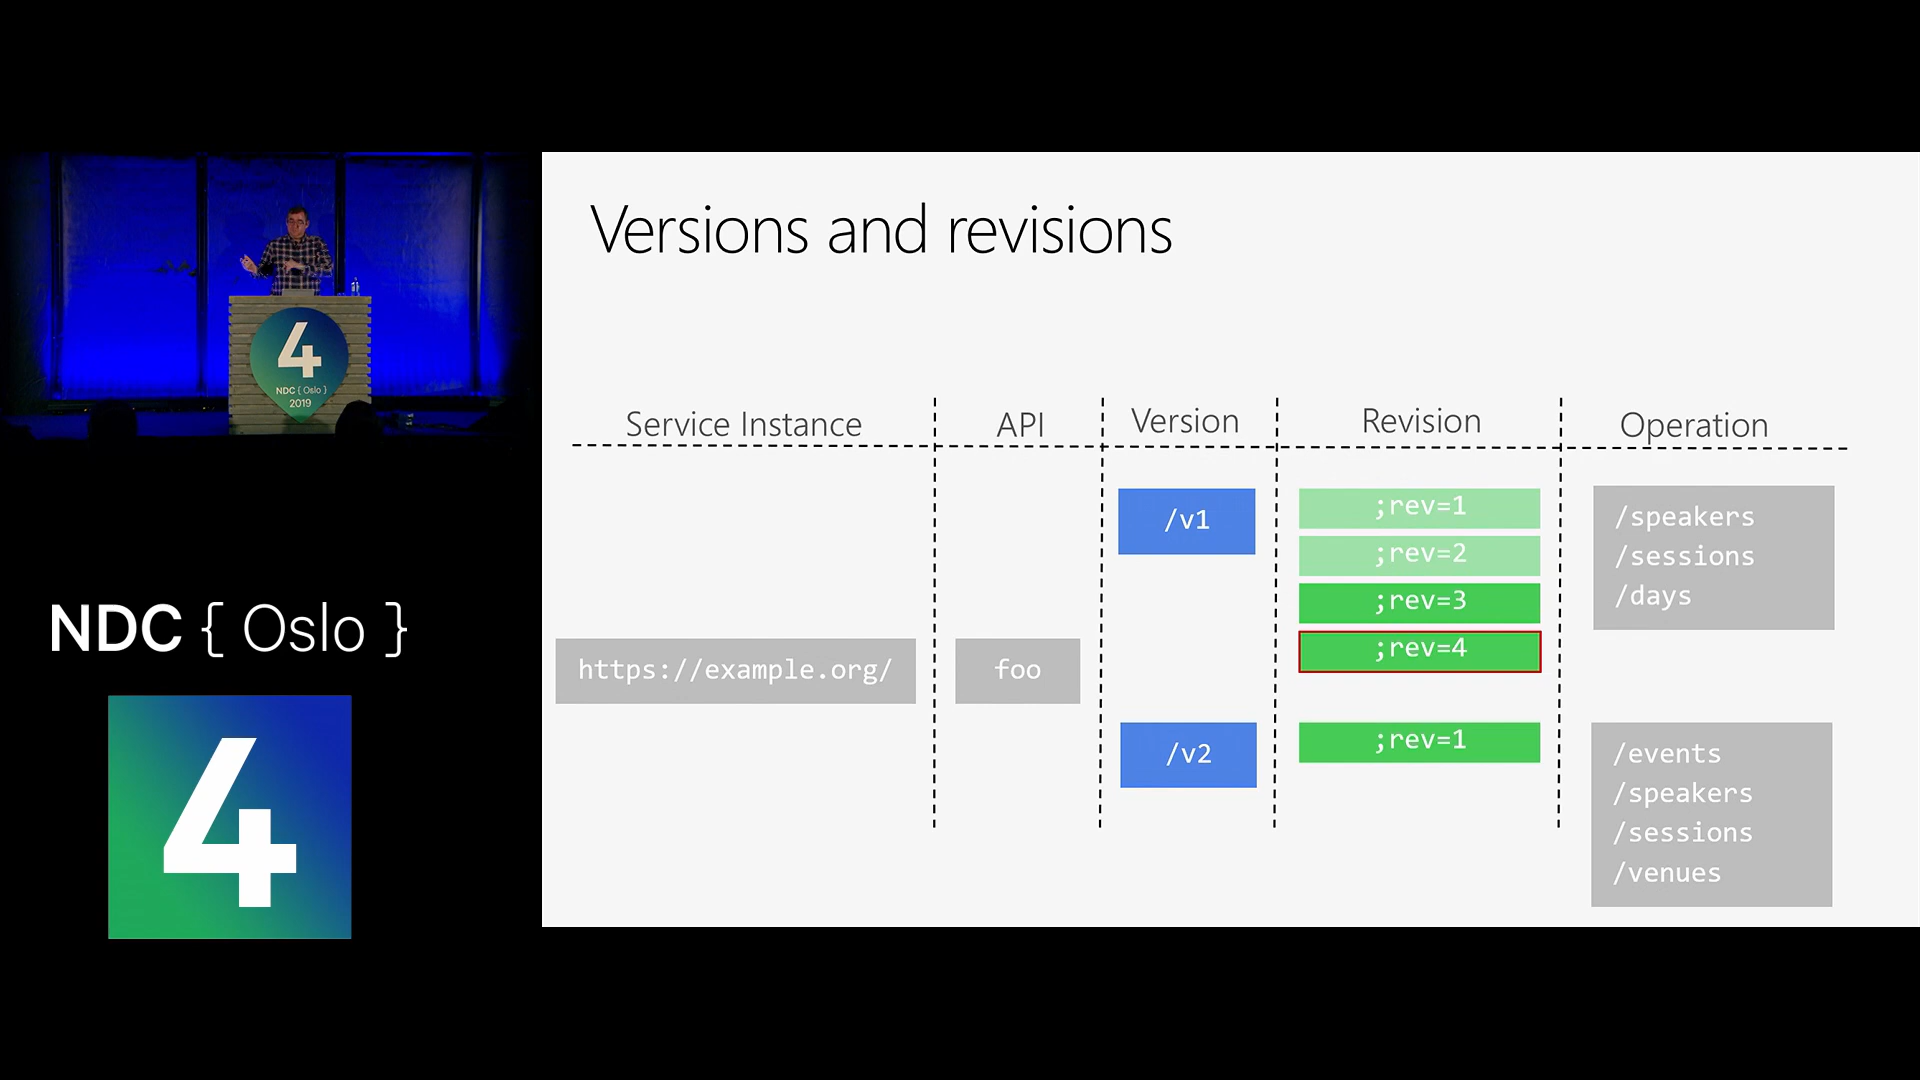 4
NDC { Oslo }
2019
NDC { Oslo }
4
Versions and revisions
Service Instance
API
Version
Revision
Operation
https://example.org/
foo
/v1
;rev=1
;rev=2
;rev=3
;rev=4
/speakers
/sessions
/days
/v2
;rev=1
/events
/speakers
/sessions
/venues